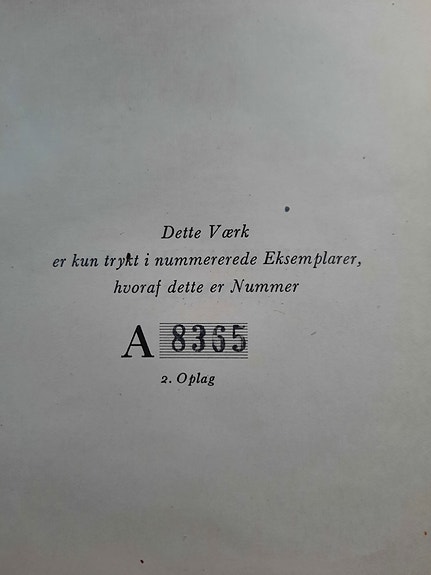 Dette Værk
er kun trykt i nummererede Eksemplarer,
hvoraf dette er Nummer
A 8365
2. Oplag